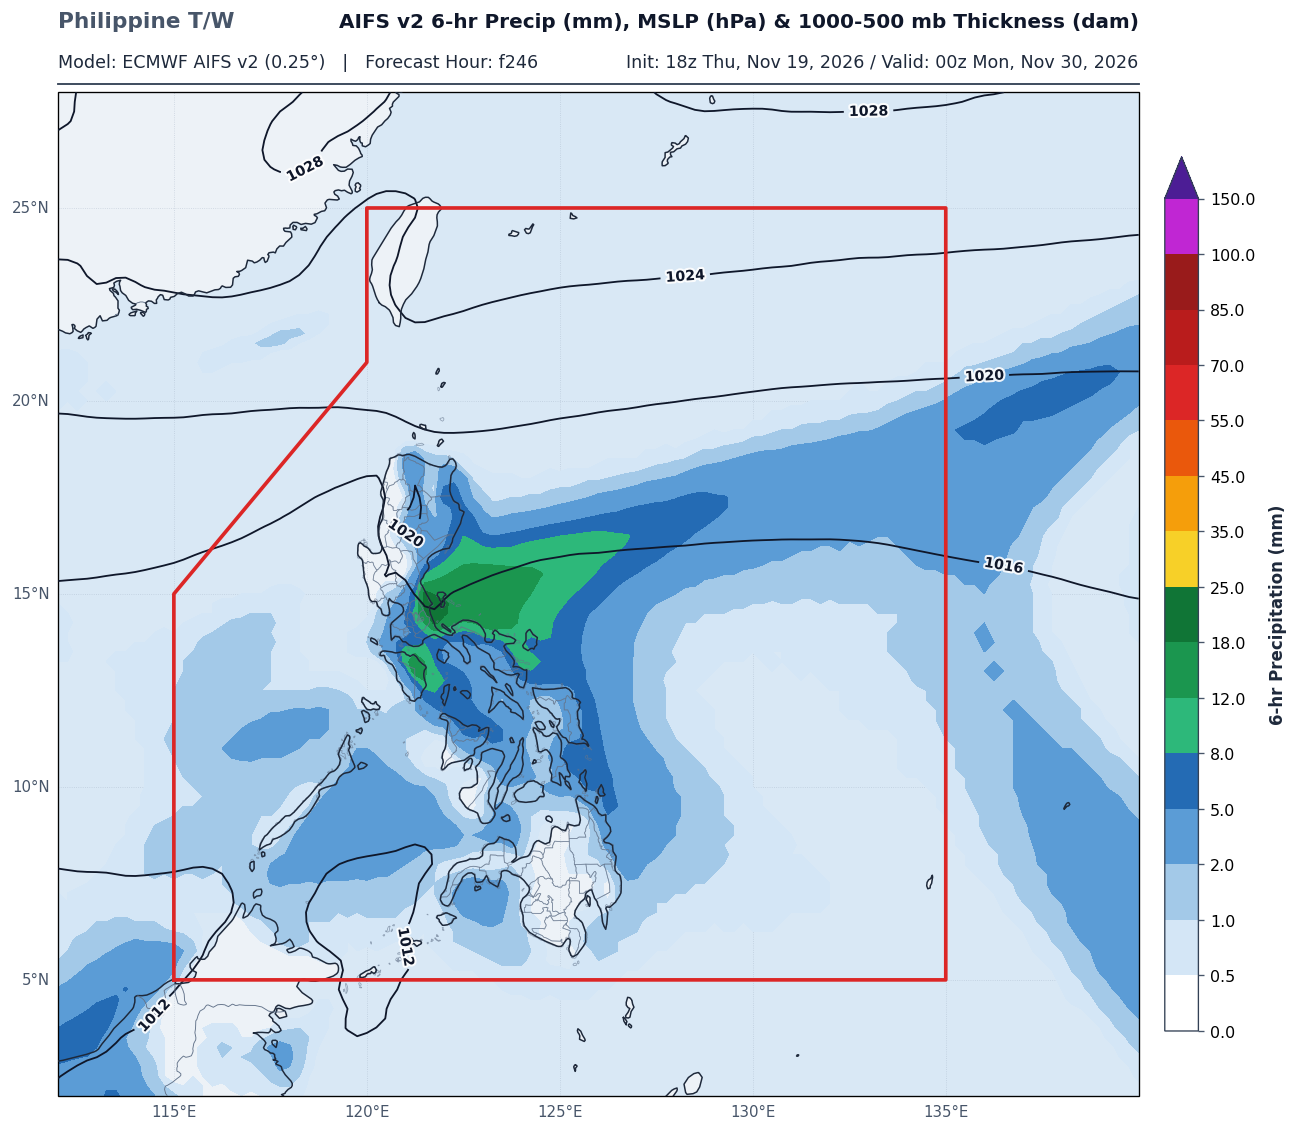 Philippine T/W
AIFS v2 6-hr Precip (mm), MSLP (hPa) & 1000-500 mb Thickness (dam)
Model: ECMWF AIFS v2 (0.25°) | Forecast Hour: f246
Init: 18z Thu, Nov 19, 2026 / Valid: 00z Mon, Nov 30, 2026
1028
1028
25°N
1024
20°N
1020
1020
15°N
1016
10°N
1012
5°N
1012
115°E
120°E
125°E
130°E
135°E
150.0
100.0
85.0
70.0
55.0
45.0
35.0
25.0
18.0
12.0
8.0
5.0
2.0
1.0
0.5
0.0
6-hr Precipitation (mm)